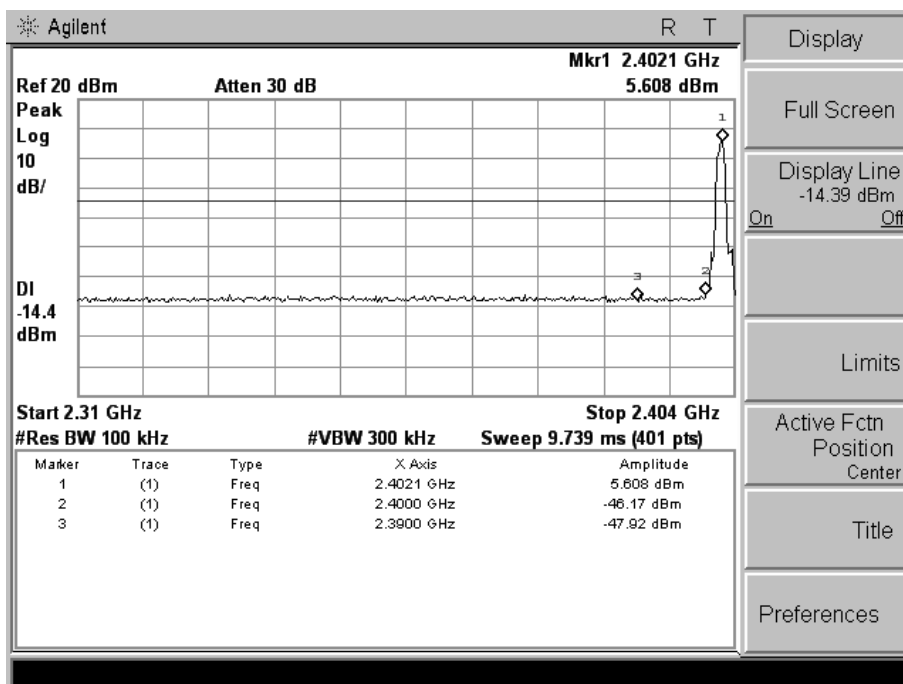 Agilent R T
Mkr1 2.4021 GHz
Ref 20 dBm Atten 30 dB 5.608 dBm
Peak
Log
10
dB/
DI
-14.4
dBm
1
2
3
Start 2.31 GHz Stop 2.404 GHz
#Res BW 100 kHz #VBW 300 kHz Sweep 9.739 ms (401 pts)
Marker Trace Type X Axis Amplitude
1 (1) Freq 2.4021 GHz 5.608 dBm
2 (1) Freq 2.4000 GHz -46.17 dBm
3 (1) Freq 2.3900 GHz -47.92 dBm
Display
Full Screen
Display Line
-14.39 dBm
On Off
Limits
Active Fctn
Position
Center
Title
Preferences